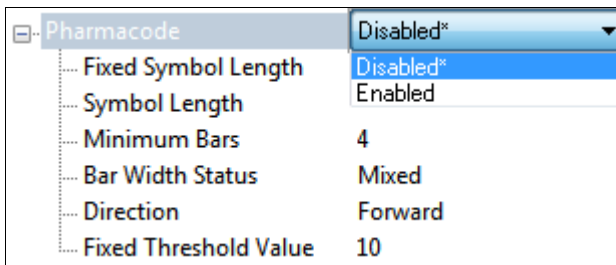 Pharmacode Disabled*
Fixed Symbol Length Disabled*
Symbol Length Enabled
Minimum Bars 4
Bar Width Status Mixed
Direction Forward
Fixed Threshold Value 10